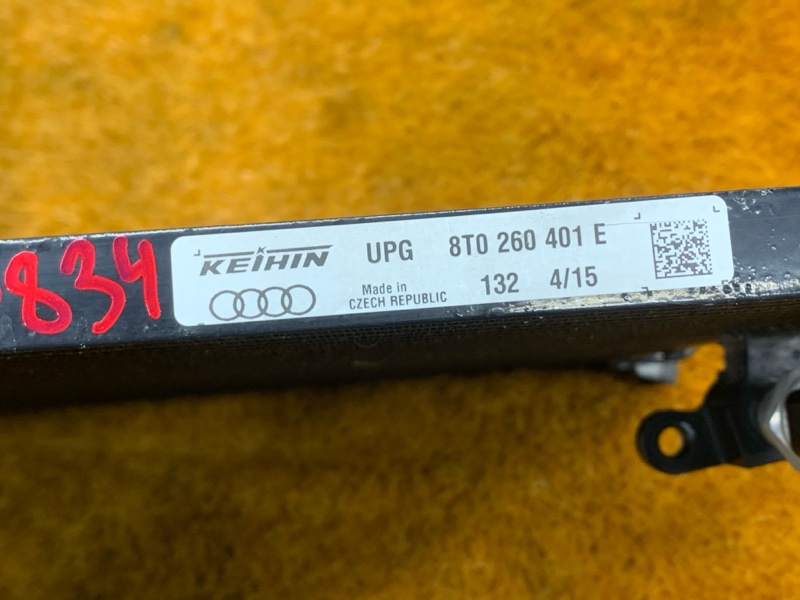 834
KEIHIN UPG 8T0 260 401 E
Made in
CZECH REPUBLIC 132 4/15